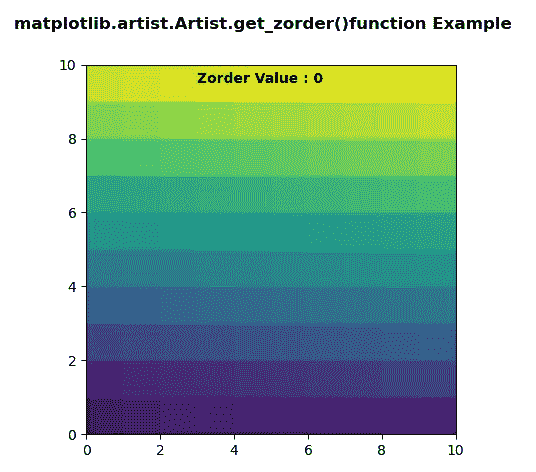 matplotlib.artist.Artist.get_zorder()function Example
Zorder Value : 0
10
8
6
4
2
0
0 2 4 6 8 10